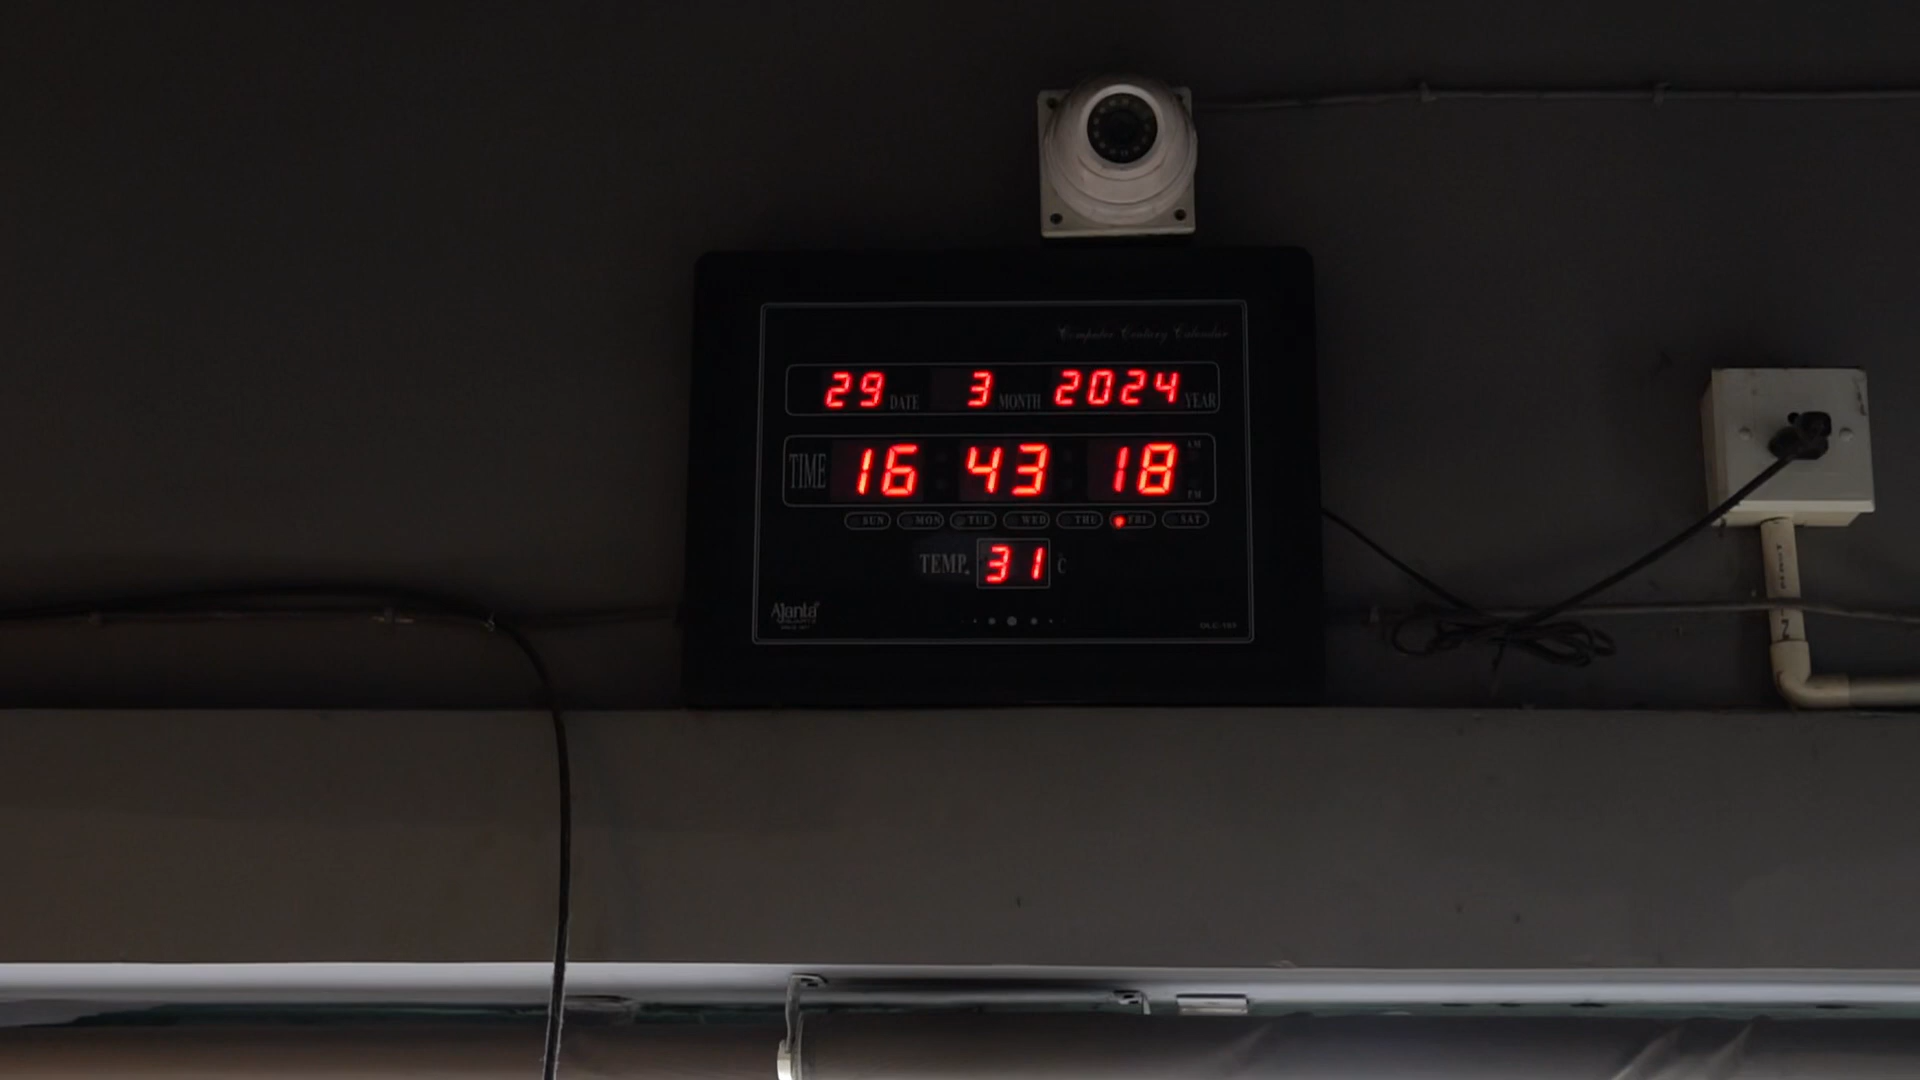 Computer Century Calendar
29 DATE 3 MONTH 2024 YEAR
AM
TIME 16 43 18
PM
SUN MON TUE WED THU FRI SAT
TEMP. 31 °C
Ajanta
QUARTZ